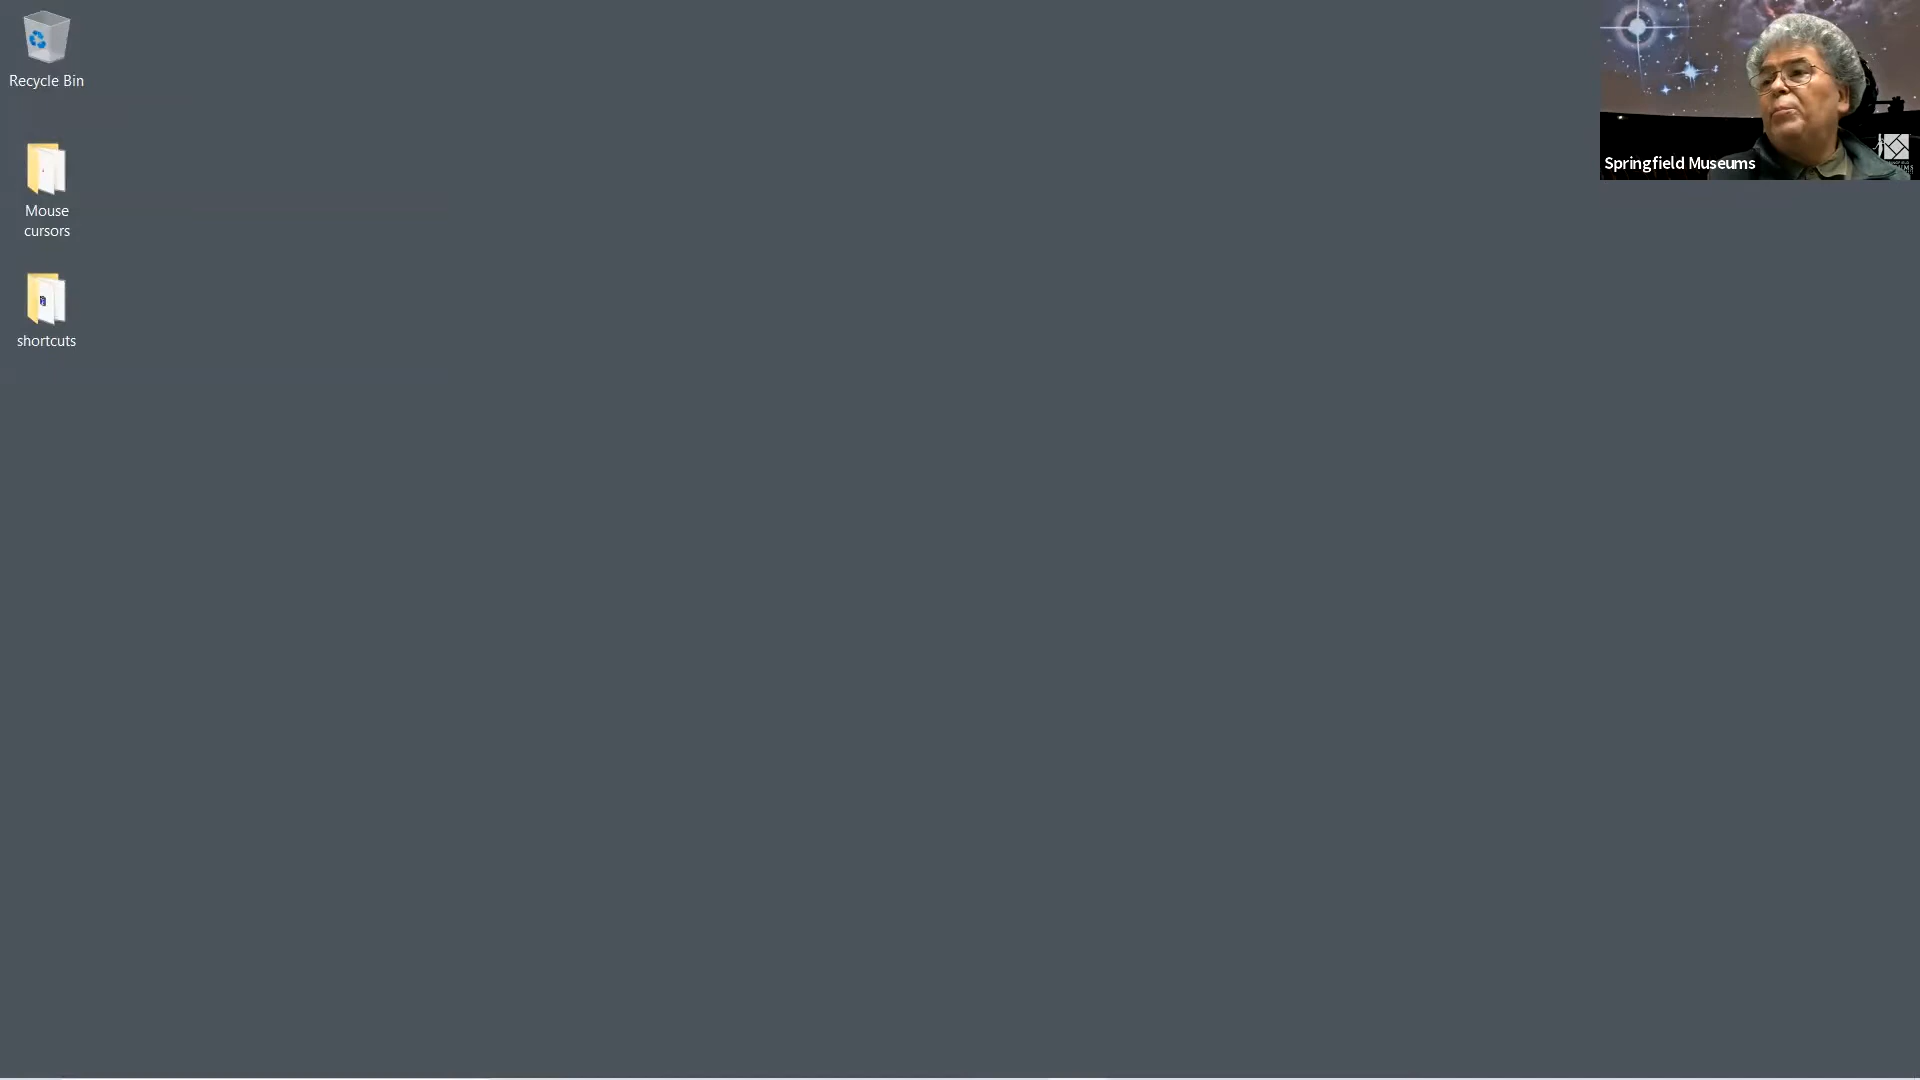 Recycle Bin
Mouse
cursors
shortcuts
Springfield Museums